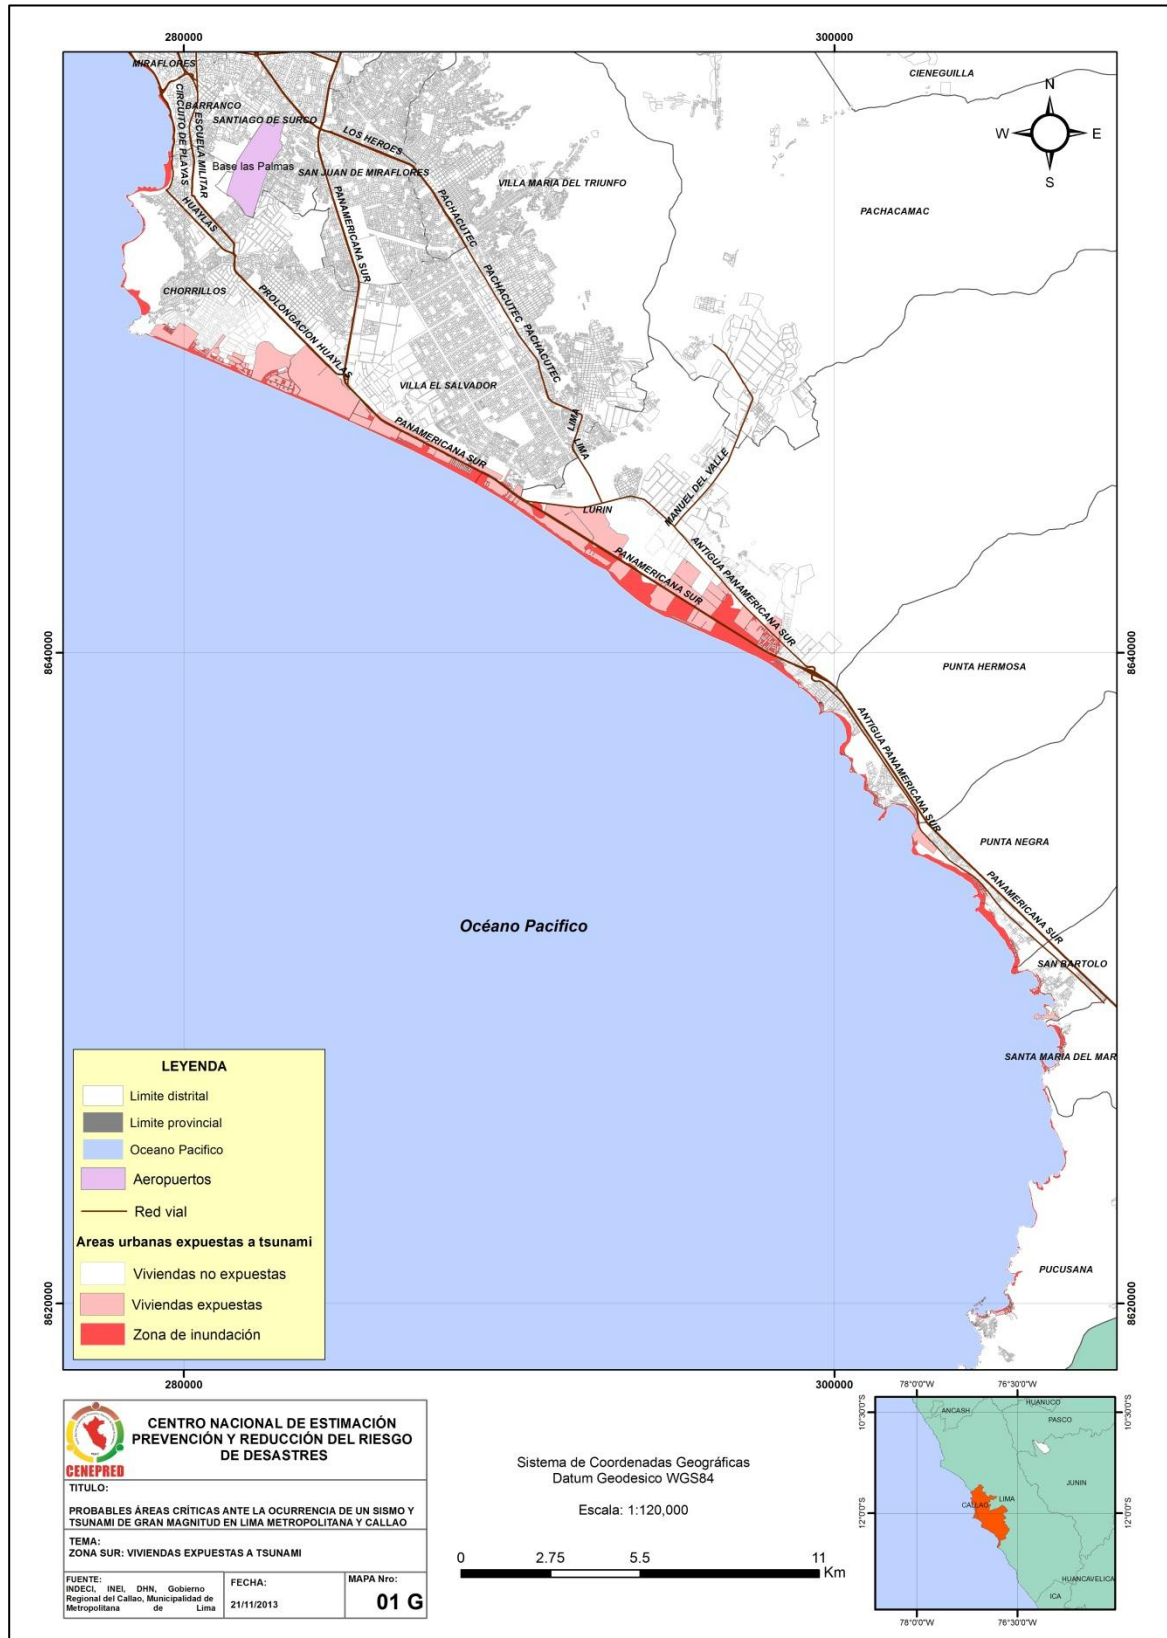 280000
300000
MIRAFLORES
CIENEGUILLA
N
W
E
S
BARRANCO
SANTIAGO DE SURCO
CIRCUITO DE PLAYAS
ESCUELA MILITAR
LOS HEROES
Base las Palmas
SAN JUAN DE MIRAFLORES
VILLA MARIA DEL TRIUNFO
PACHACAMAC
HUAYLAS
PANAMERICANA SUR
PACHACUTEC
PACHACUTEC
PACHACUTEC
CHORRILLOS
PROLONGACION HUAYLAS
VILLA EL SALVADOR
LIMA
LIMA
PANAMERICANA SUR
MANUEL DEL VALLE
LURIN
PANAMERICANA SUR
ANTIGUA PANAMERICANA SUR
8640000
8640000
PUNTA HERMOSA
ANTIGUA PANAMERICANA SUR
PUNTA NEGRA
PANAMERICANA SUR
Océano Pacifico
SAN BARTOLO
SANTA MARIA DEL MAR
PUCUSANA
8620000
8620000
LEYENDA
Limite distrital
Limite provincial
Oceano Pacifico
Aeropuertos
Red vial
Areas urbanas expuestas a tsunami
Viviendas no expuestas
Viviendas expuestas
Zona de inundación
280000
300000
CENEPRED
CENTRO NACIONAL DE ESTIMACIÓN
PREVENCIÓN Y REDUCCIÓN DEL RIESGO
DE DESASTRES
TITULO:
PROBABLES ÁREAS CRÍTICAS ANTE LA OCURRENCIA DE UN SISMO Y
TSUNAMI DE GRAN MAGNITUD EN LIMA METROPOLITANA Y CALLAO
TEMA:
ZONA SUR: VIVIENDAS EXPUESTAS A TSUNAMI
FUENTE:
INDECI, INEI, DHN, Gobierno
Regional del Callao, Municipalidad de
Metropolitana de Lima
FECHA:
21/11/2013
MAPA Nro:
01 G
Sistema de Coordenadas Geográficas
Datum Geodesico WGS84
Escala: 1:120,000
0 2.75 5.5 11
Km
78°0'0"W 76°30'0"W
10°30'0"S
10°30'0"S
ANCASH
HUANUCO
PASCO
JUNIN
LIMA
CALLAO
12°0'0"S
12°0'0"S
HUANCAVELICA
ICA
78°0'0"W 76°30'0"W